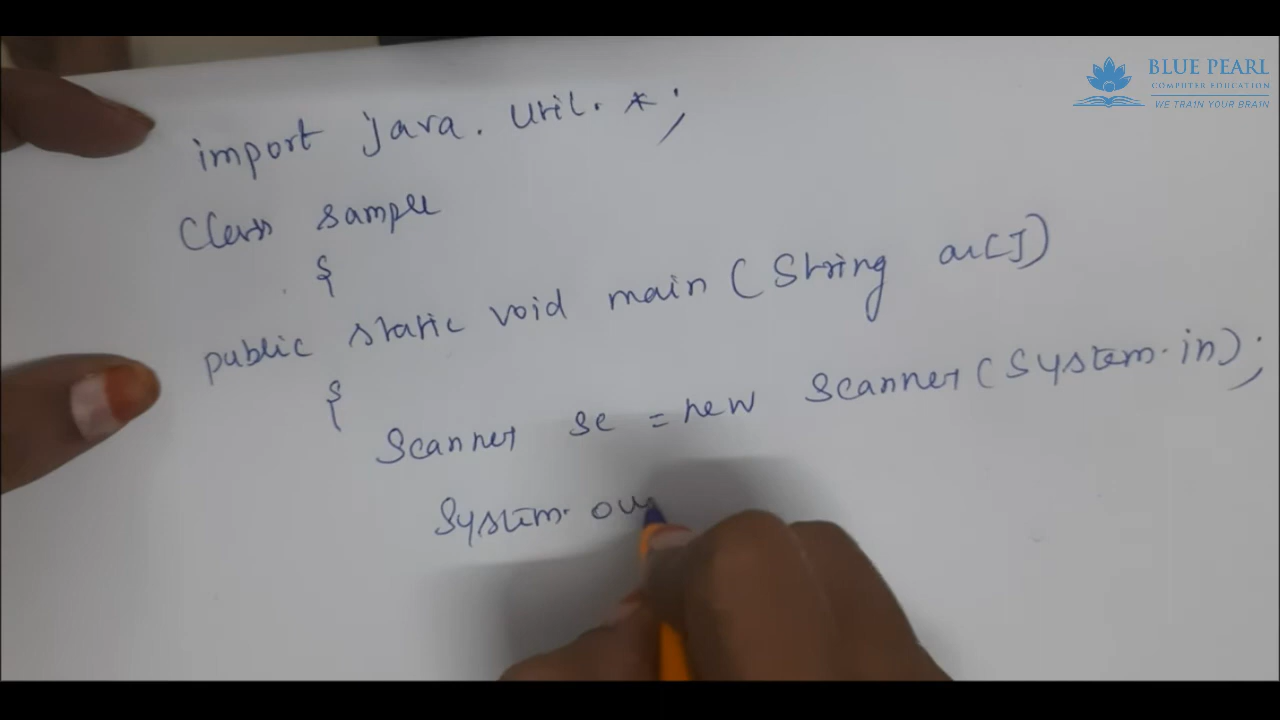 BLUE PEARL
COMPUTER EDUCATION
WE TRAIN YOUR BRAIN
import java.util.*;
Class sample
{
public static void main (String ar[])
{
Scanner sc = new Scanner (System.in);
System.ou